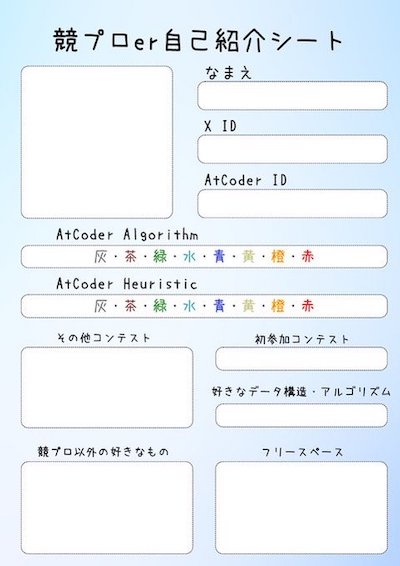 競プロer自己紹介シート
なまえ
X ID
AtCoder ID
AtCoder Algorithm
灰・茶・緑・水・青・黄・橙・赤
AtCoder Heuristic
灰・茶・緑・水・青・黄・橙・赤
その他コンテスト
初参加コンテスト
好きなデータ構造・アルゴリズム
競プロ以外の好きなもの
フリースペース